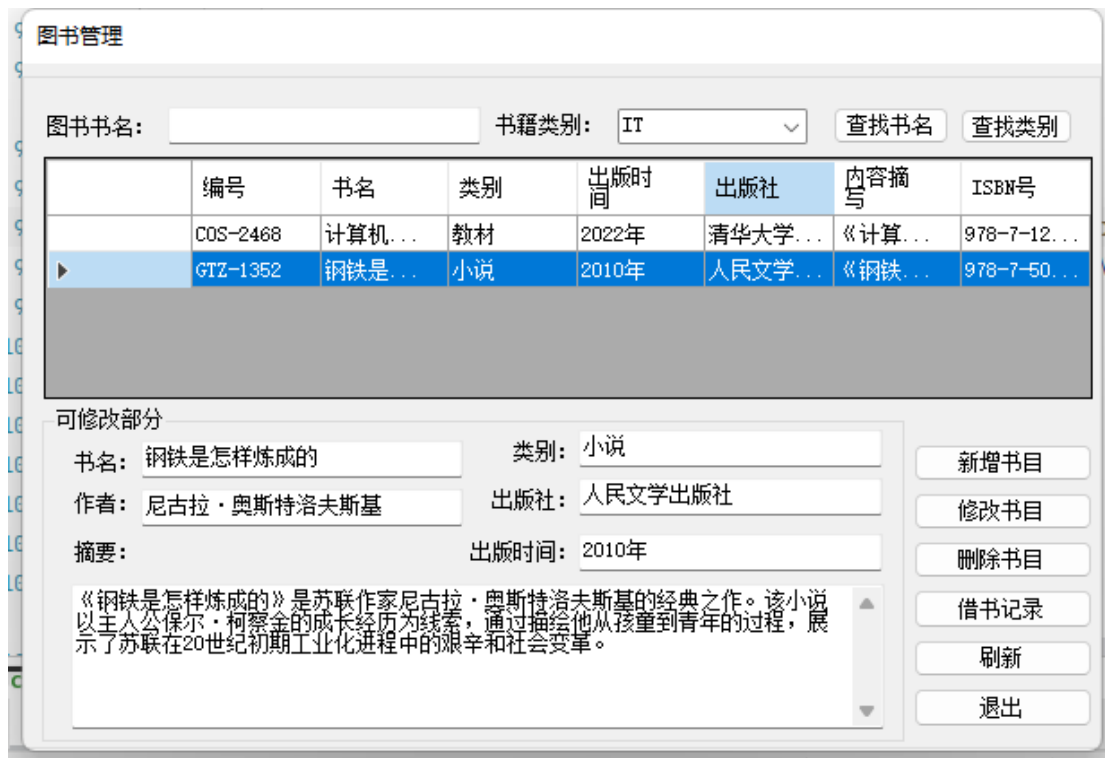 图书管理
图书书名: 书籍类别: IT 查找书名 查找类别
编号 书名 类别 出版时间 出版社 内容摘写 ISBN号
COS-2468 计算机... 教材 2022年 清华大学... 《计算... 978-7-12...
GTZ-1352 钢铁是... 小说 2010年 人民文学... 《钢铁... 978-7-50...
可修改部分
书名: 钢铁是怎样炼成的 类别: 小说 新增书目
作者: 尼古拉·奥斯特洛夫斯基 出版社: 人民文学出版社 修改书目
摘要: 出版时间: 2010年 删除书目
《钢铁是怎样炼成的》是苏联作家尼古拉·奥斯特洛夫斯基的经典之作。该小说
以主人公保尔·柯察金的成长经历为线索，通过描绘他从孩童到青年的过程，展
示了苏联在20世纪初期工业化进程中的艰辛和社会变革。
借书记录
刷新
退出